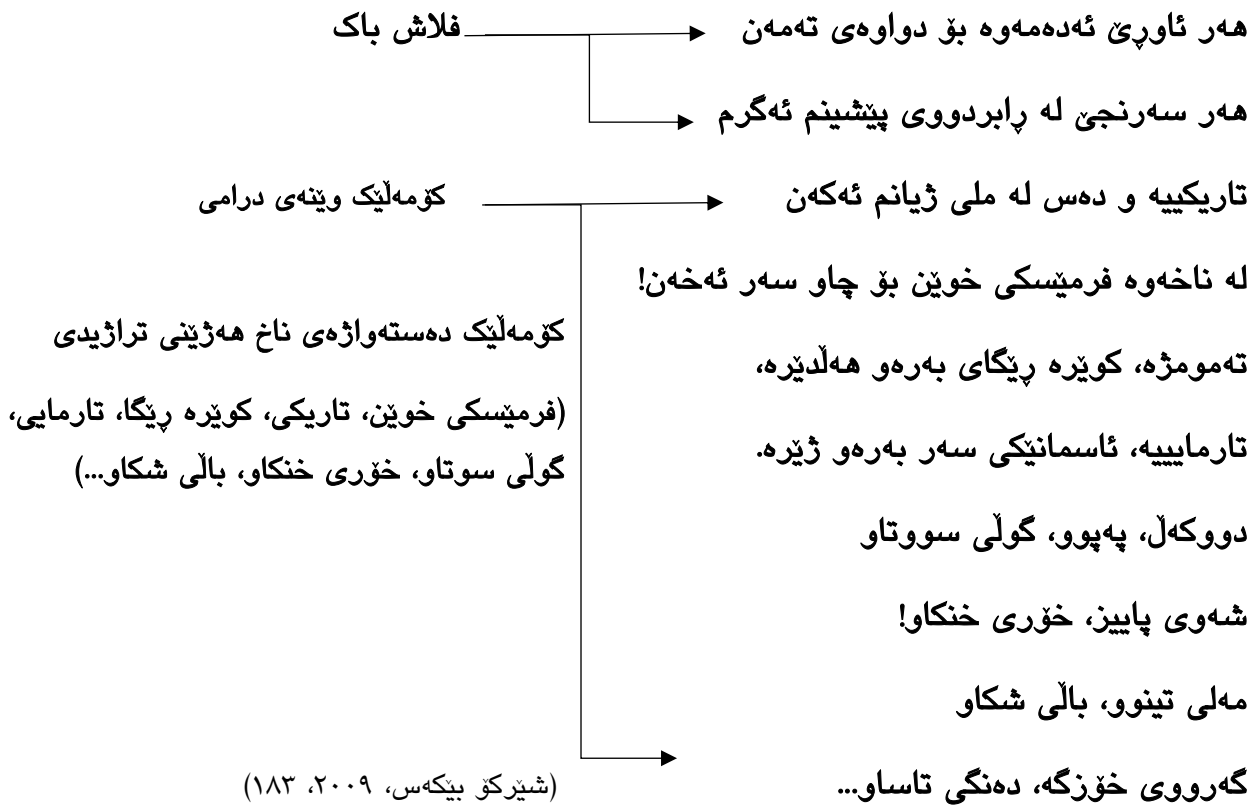 هەر ئاوڕێ ئەدەمەوە بۆ دواوەی تەمەن
فلاش باک
هەر سەرنجێ لە ڕابردووی پێشینم ئەگرم
تاریکییە و دەس لە ملی ژیانم ئەکەن
کۆمەڵێک وێنەی درامی
لە ناخەوە فرمێسکی خوێن بۆ چاو سەر ئەخەن!
کۆمەڵێک دەستەواژەی ناخ هەژێنی تراژیدی
تەمومژە، کوێرە ڕێگای بەرەو هەڵدێرە،
(فرمێسکی خوێن، تاریکی، کوێرە ڕێگا، تارمایی،
تارماییییە، ئاسمانێکی سەر بەرەو ژێرە.
گوڵی سوتاو، خۆری خنکاو، باڵی شکاو...)
دووکەڵ، پەپوو، گوڵی سووتاو
شەوی پاییز، خۆری خنکاو!
مەلی تینوو، باڵی شکاو
گەرووی خۆزگە، دەنگی تاساو...
(شێرکۆ بێکەس، ٢٠٠٩، ١٨٣)